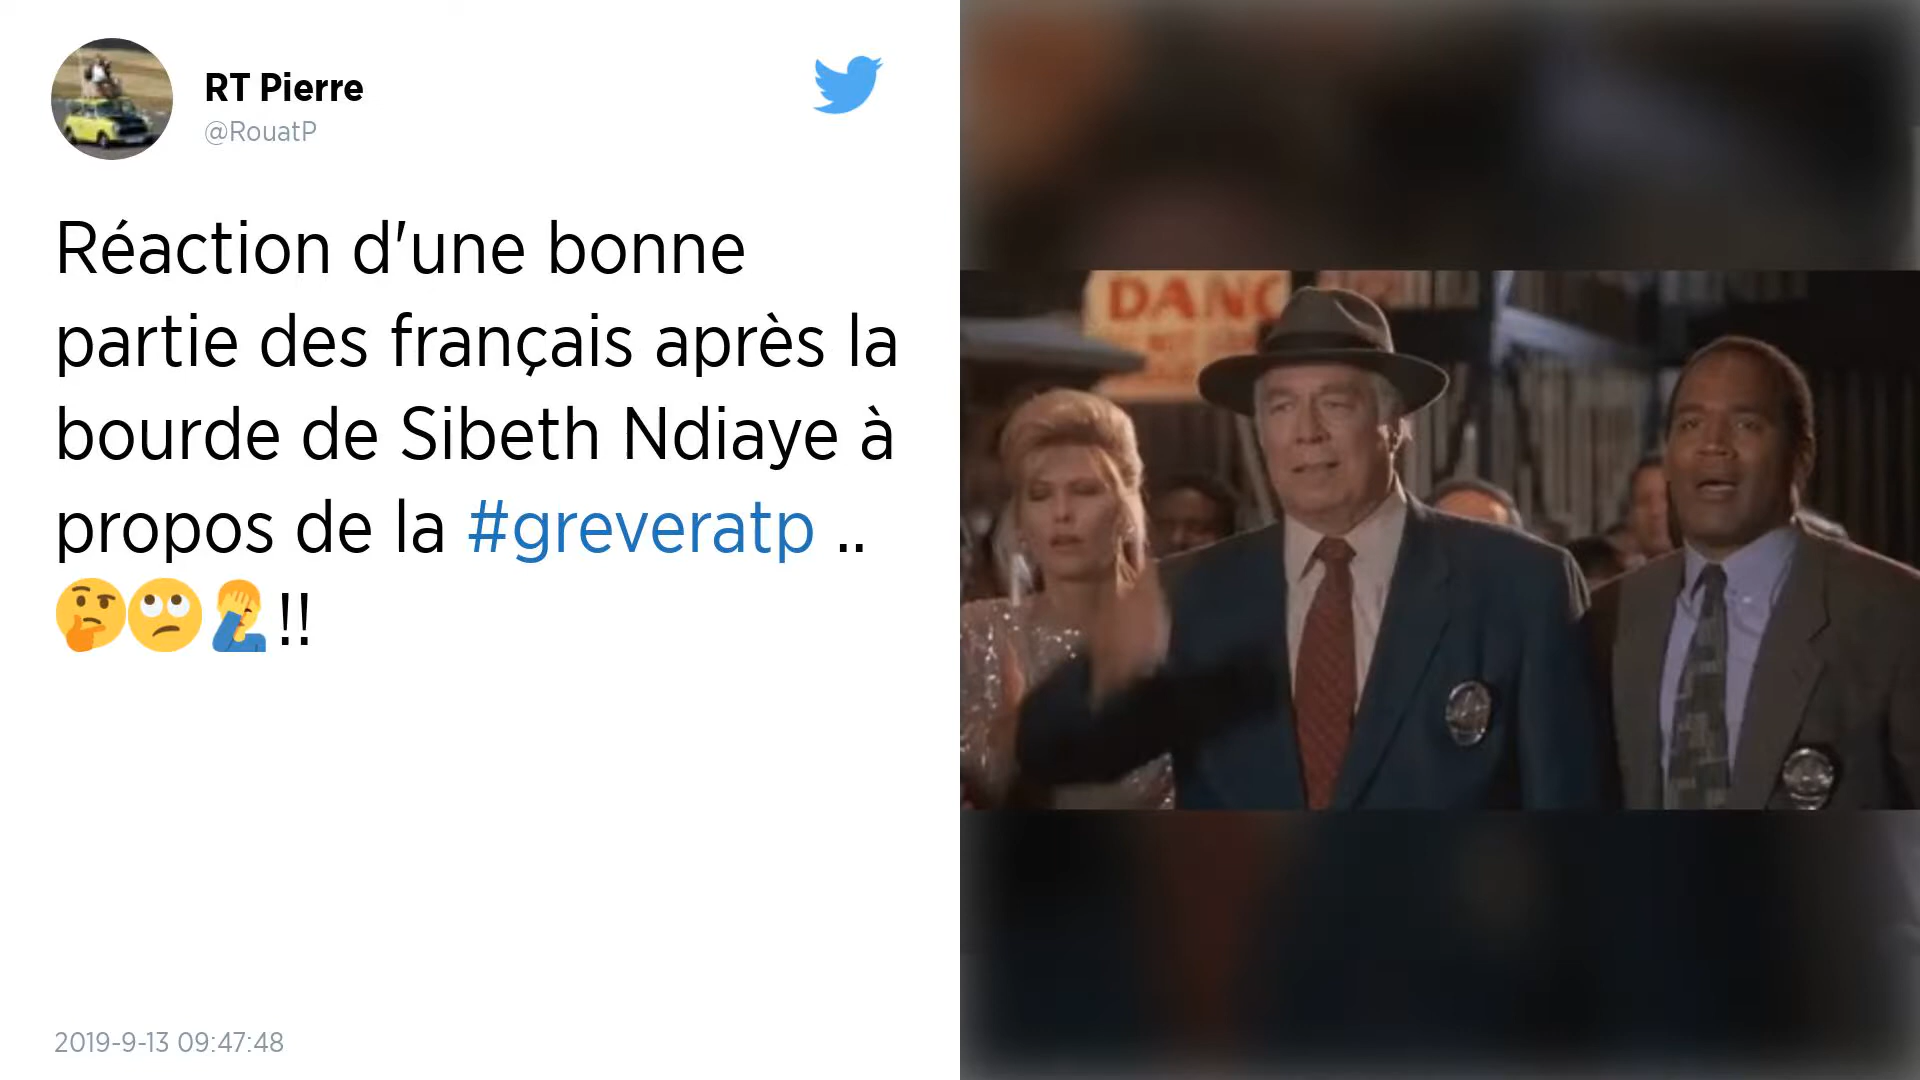 RT Pierre
@RouatP
Réaction d'une bonne
partie des français après la
bourde de Sibeth Ndiaye à
propos de la #greveratp ..
🤔🙄🤦‍♂️!!
2019-9-13 09:47:48
DANG